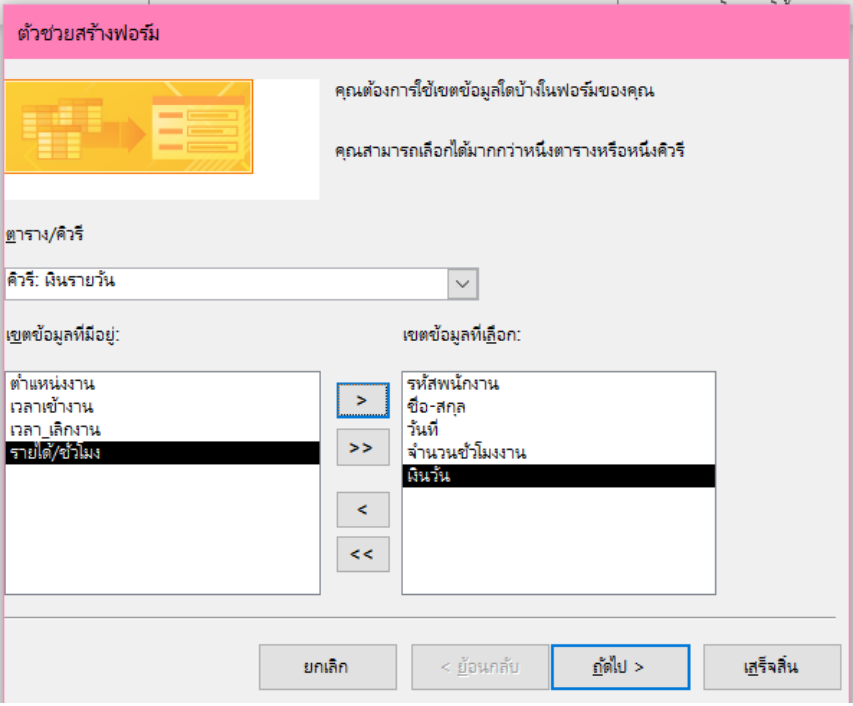 ตัวช่วยสร้างฟอร์ม
คุณต้องการใช้เขตข้อมูลใดบ้างในฟอร์มของคุณ
คุณสามารถเลือกได้มากกว่าหนึ่งตารางหรือหนึ่งคิวรี
ตาราง/คิวรี
คิวรี: เงินรายวัน
เขตข้อมูลที่มีอยู่:
เขตข้อมูลที่เลือก:
ตำแหน่งงาน
เวลาเข้างาน
เวลา_เลิกงาน
รายได้/ชั่วโมง
>
>>
<
<<
รหัสพนักงาน
ชื่อ-สกุล
วันที่
จำนวนชั่วโมงงาน
เงินวัน
ยกเลิก
< ย้อนกลับ
ถัดไป >
เสร็จสิ้น